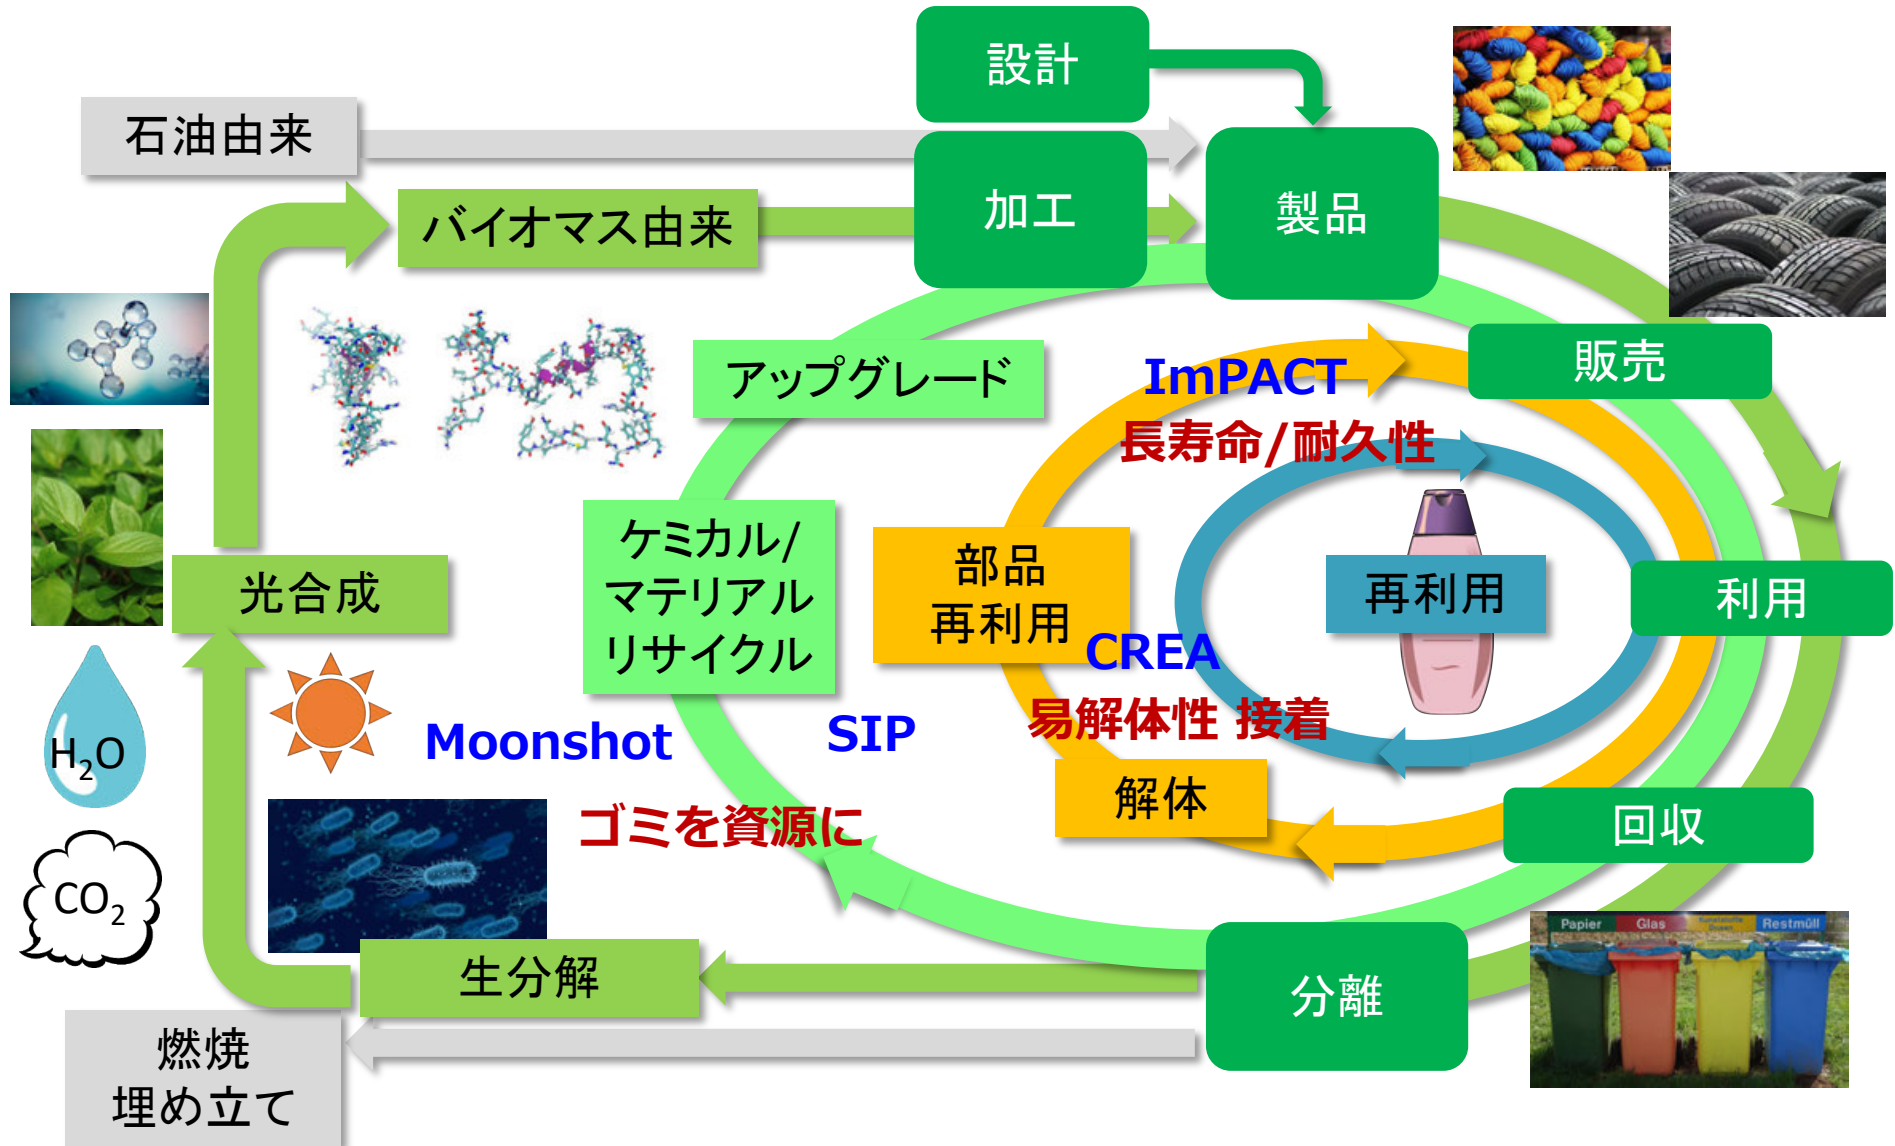 設計
石油由来
加工
製品
バイオマス由来
販売
アップグレード
ImPACT
長寿命/耐久性
ケミカル/
マテリアル
リサイクル
部品
再利用
再利用
利用
光合成
CREA
易解体性 接着
SIP
Moonshot
H₂O
解体
ゴミを資源に
回収
CO₂
Papier
Glas
Restmüll
生分解
分離
燃焼
埋め立て